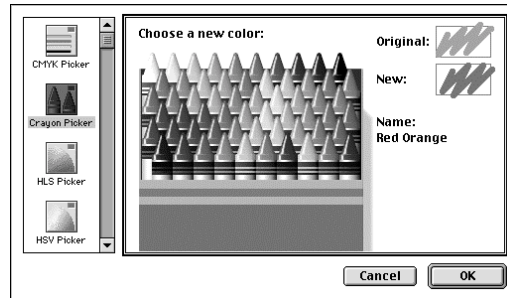 CMYK Picker
Crayon Picker
HLS Picker
HSV Picker
Choose a new color:
Original:
New:
Name:
Red Orange
Cancel
OK